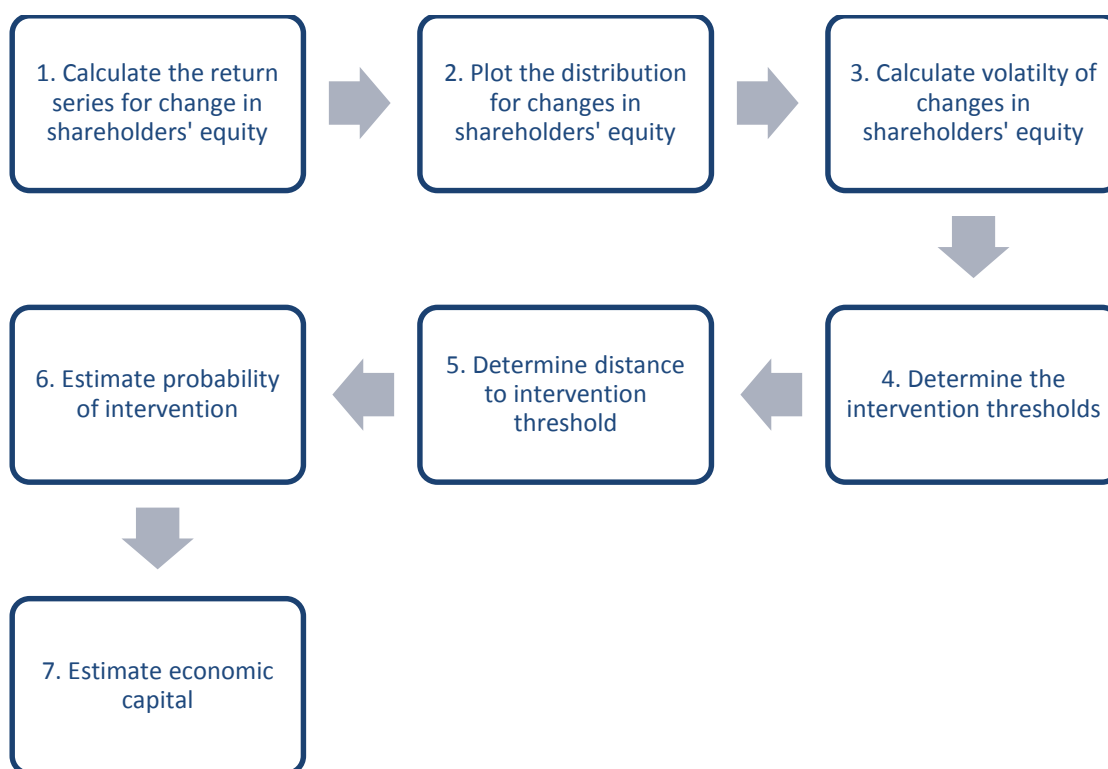 1. Calculate the return
series for change in
shareholders' equity
2. Plot the distribution
for changes in
shareholders' equity
3. Calculate volatilty of
changes in
shareholders' equity
4. Determine the
intervention thresholds
5. Determine distance
to intervention
threshold
6. Estimate probability
of intervention
7. Estimate economic
capital